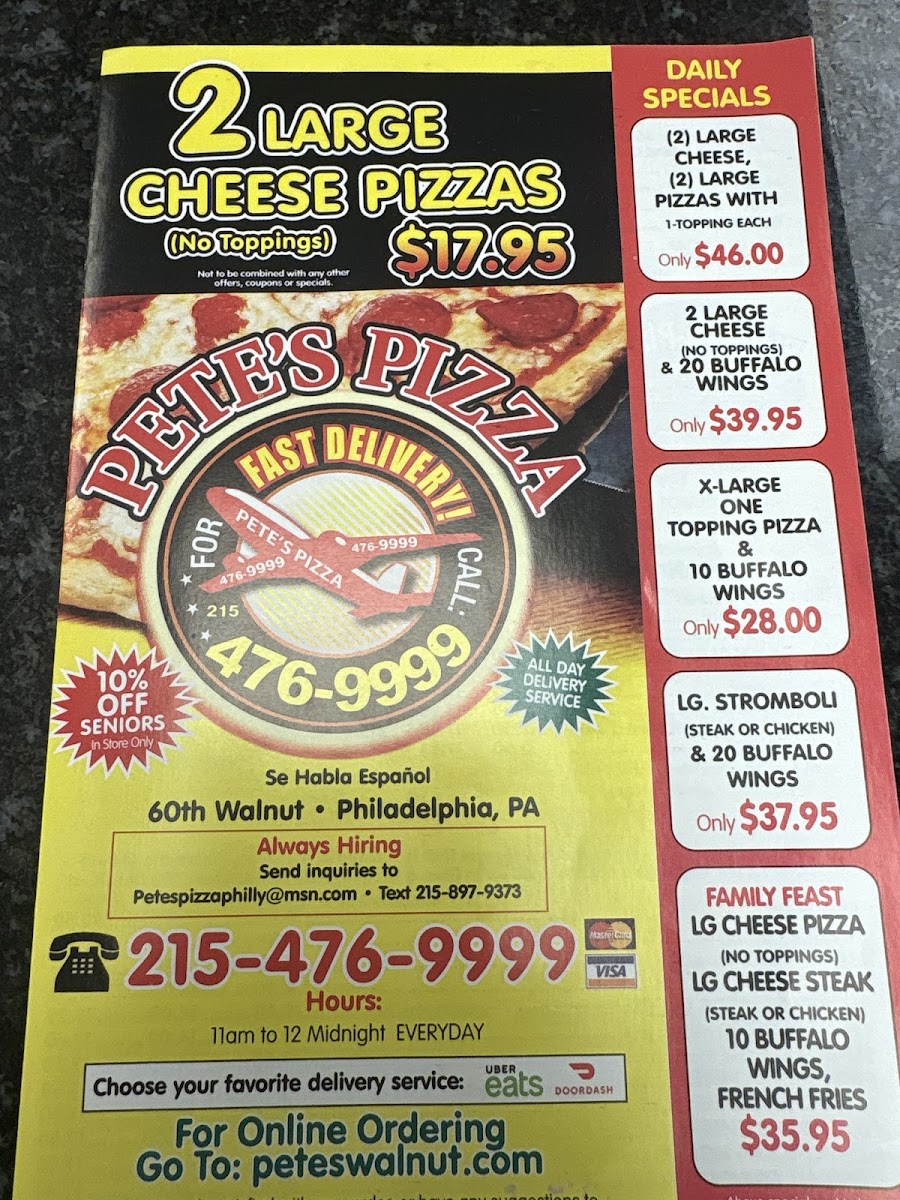 2 LARGE
CHEESE PIZZAS
(No Toppings) $17.95
Not to be combined with any other
offers, coupons or specials.
PETE'S PIZZA
FAST DELIVERY!
FOR
CALL:
PETE'S PIZZA
476-9999
476-9999
215
476-9999
10%
OFF
SENIORS
In Store Only
ALL DAY
DELIVERY
SERVICE
Se Habla Español
60th Walnut • Philadelphia, PA
Always Hiring
Send inquiries to
Petespizzaphilly@msn.com • Text 215-897-9373
215-476-9999
MasterCard
VISA
Hours:
11am to 12 Midnight EVERYDAY
Choose your favorite delivery service:
UBER
eats
DOORDASH
For Online Ordering
Go To: peteswalnut.com
DAILY
SPECIALS
(2) LARGE
CHEESE,
(2) LARGE
PIZZAS WITH
1-TOPPING EACH
Only $46.00
2 LARGE
CHEESE
(NO TOPPINGS)
& 20 BUFFALO
WINGS
Only $39.95
X-LARGE
ONE
TOPPING PIZZA
&
10 BUFFALO
WINGS
Only $28.00
LG. STROMBOLI
(STEAK OR CHICKEN)
& 20 BUFFALO
WINGS
Only $37.95
FAMILY FEAST
LG CHEESE PIZZA
(NO TOPPINGS)
LG CHEESE STEAK
(STEAK OR CHICKEN)
10 BUFFALO
WINGS,
FRENCH FRIES
$35.95